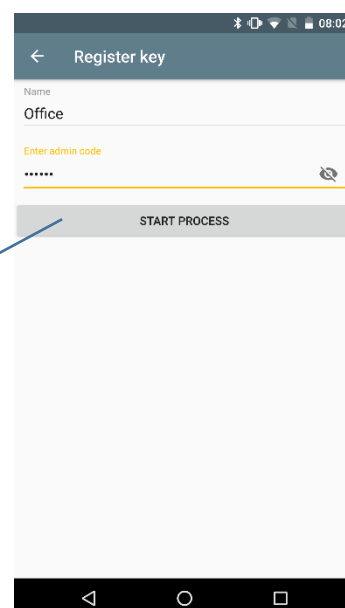 08:02
Register key
Name
Office
Enter admin code
••••••
START PROCESS